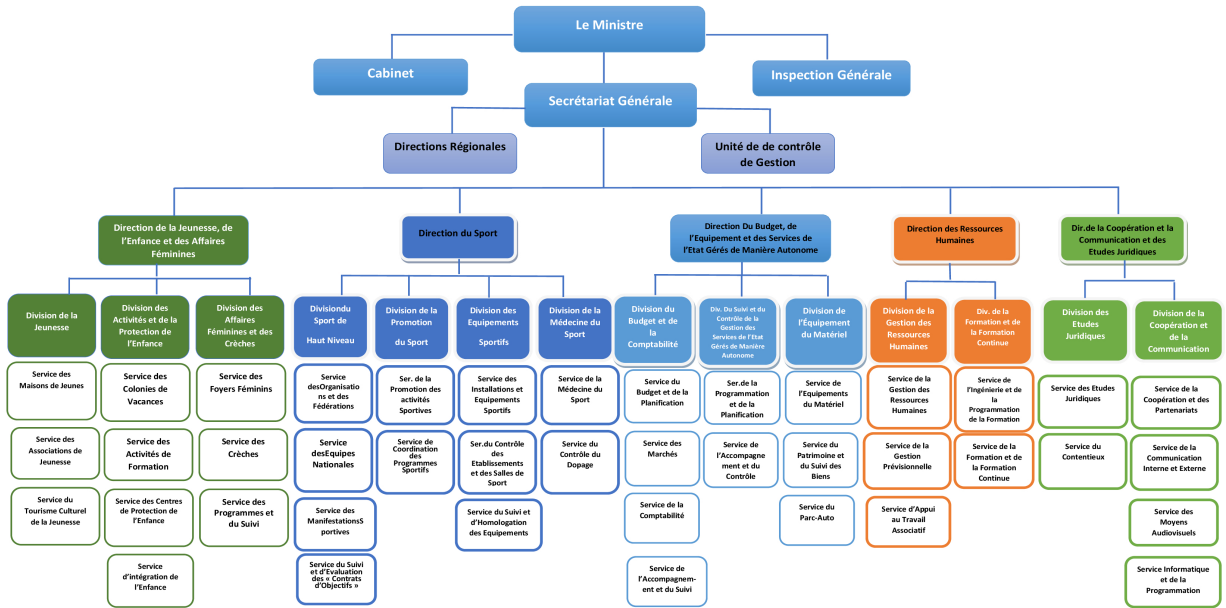 Le Ministre
Cabinet
Inspection Générale
Secrétariat Générale
Directions Régionales
Unité de de contrôle
de Gestion
Direction de la Jeunesse, de
l'Enfance et des Affaires
Féminines
Direction du Sport
Direction Du Budget, de
l'Equipement et des Services de
l'Etat Gérés de Manière Autonome
Direction des Ressources
Humaines
Dir.de la Coopération et la
Communication et des
Etudes Juridiques
Division de la
Jeunesse
Division des
Activités et de la
Protection de
l'Enfance
Division des
Affaires
Féminines et des
Crèches
Divisiondu
Sport de
Haut Niveau
Division de la
Promotion
du Sport
Division des
Equipements
Sportifs
Division de la
Médecine du
Sport
Division du
Budget et de
la
Comptabilité
Div. Du Suivi et du
Contrôle de la
Gestion des
Services de l'Etat
Gérés de Manière
Autonome
Division de
l'Équipement
du Matériel
Division de la
Gestion des
Ressources
Humaines
Div. de la
Formation et de
la Formation
Continue
Division des
Etudes
Juridiques
Division de la
Coopération et
de la
Communication
Service des
Maisons de Jeunes
Service des
Associations de
Jeunesse
Service du
Tourisme Culturel
de la Jeunesse
Service des
Colonies de
Vacances
Service des
Activités de
Formation
Service des Centres
de Protection de
l'Enfance
Service
d'intégration de
l'Enfance
Service des
Foyers Féminins
Service des
Crèches
Service des
Programmes et
du Suivi
Service
desOrganisatio
ns et des
Fédérations
Service
desEquipes
Nationales
Service des
ManifestationsS
portives
Service du Suivi
et d'Evaluation
des « Contrats
d'Objectifs »
Ser. de la
Promotion des
activités
Sportives
Service de
Coordination
des
Programmes
Sportifs
Service des
Installations et
Equipements
Sportifs
Ser.du Contrôle
des
Etablissements
et des Salles de
Sport
Service du Suivi et
d'Homologation
des Equipements
Service de la
Médecine du
Sport
Service du
Contrôle du
Dopage
Service du
Budget et de la
Planification
Service des
Marchés
Service de la
Comptabilité
Service de
l'Accompagnem-
ent et du Suivi
Ser.de la
Programmation
et de la
Planification
Service de
l'Accompagne
ment et du
Contrôle
Service de
l'Equipements
du Matériel
Service du
Patrimoine et
du Suivi des
Biens
Service du
Parc-Auto
Service de la
Gestion des
Ressources
Humaines
Service de la
Gestion
Prévisionnelle
Service d'Appui
au Travail
Associatif
Service de
l'Ingénierie et de
la
Programmation
de la Formation
Service de la
Formation et de
la Formation
Continue
Service des Etudes
Juridiques
Service du
Contentieux
Service de la
Coopération et des
Partenariats
Service de la
Communication
Interne et Externe
Service des
Moyens
Audiovisuels
Service Informatique
et de la
Programmation